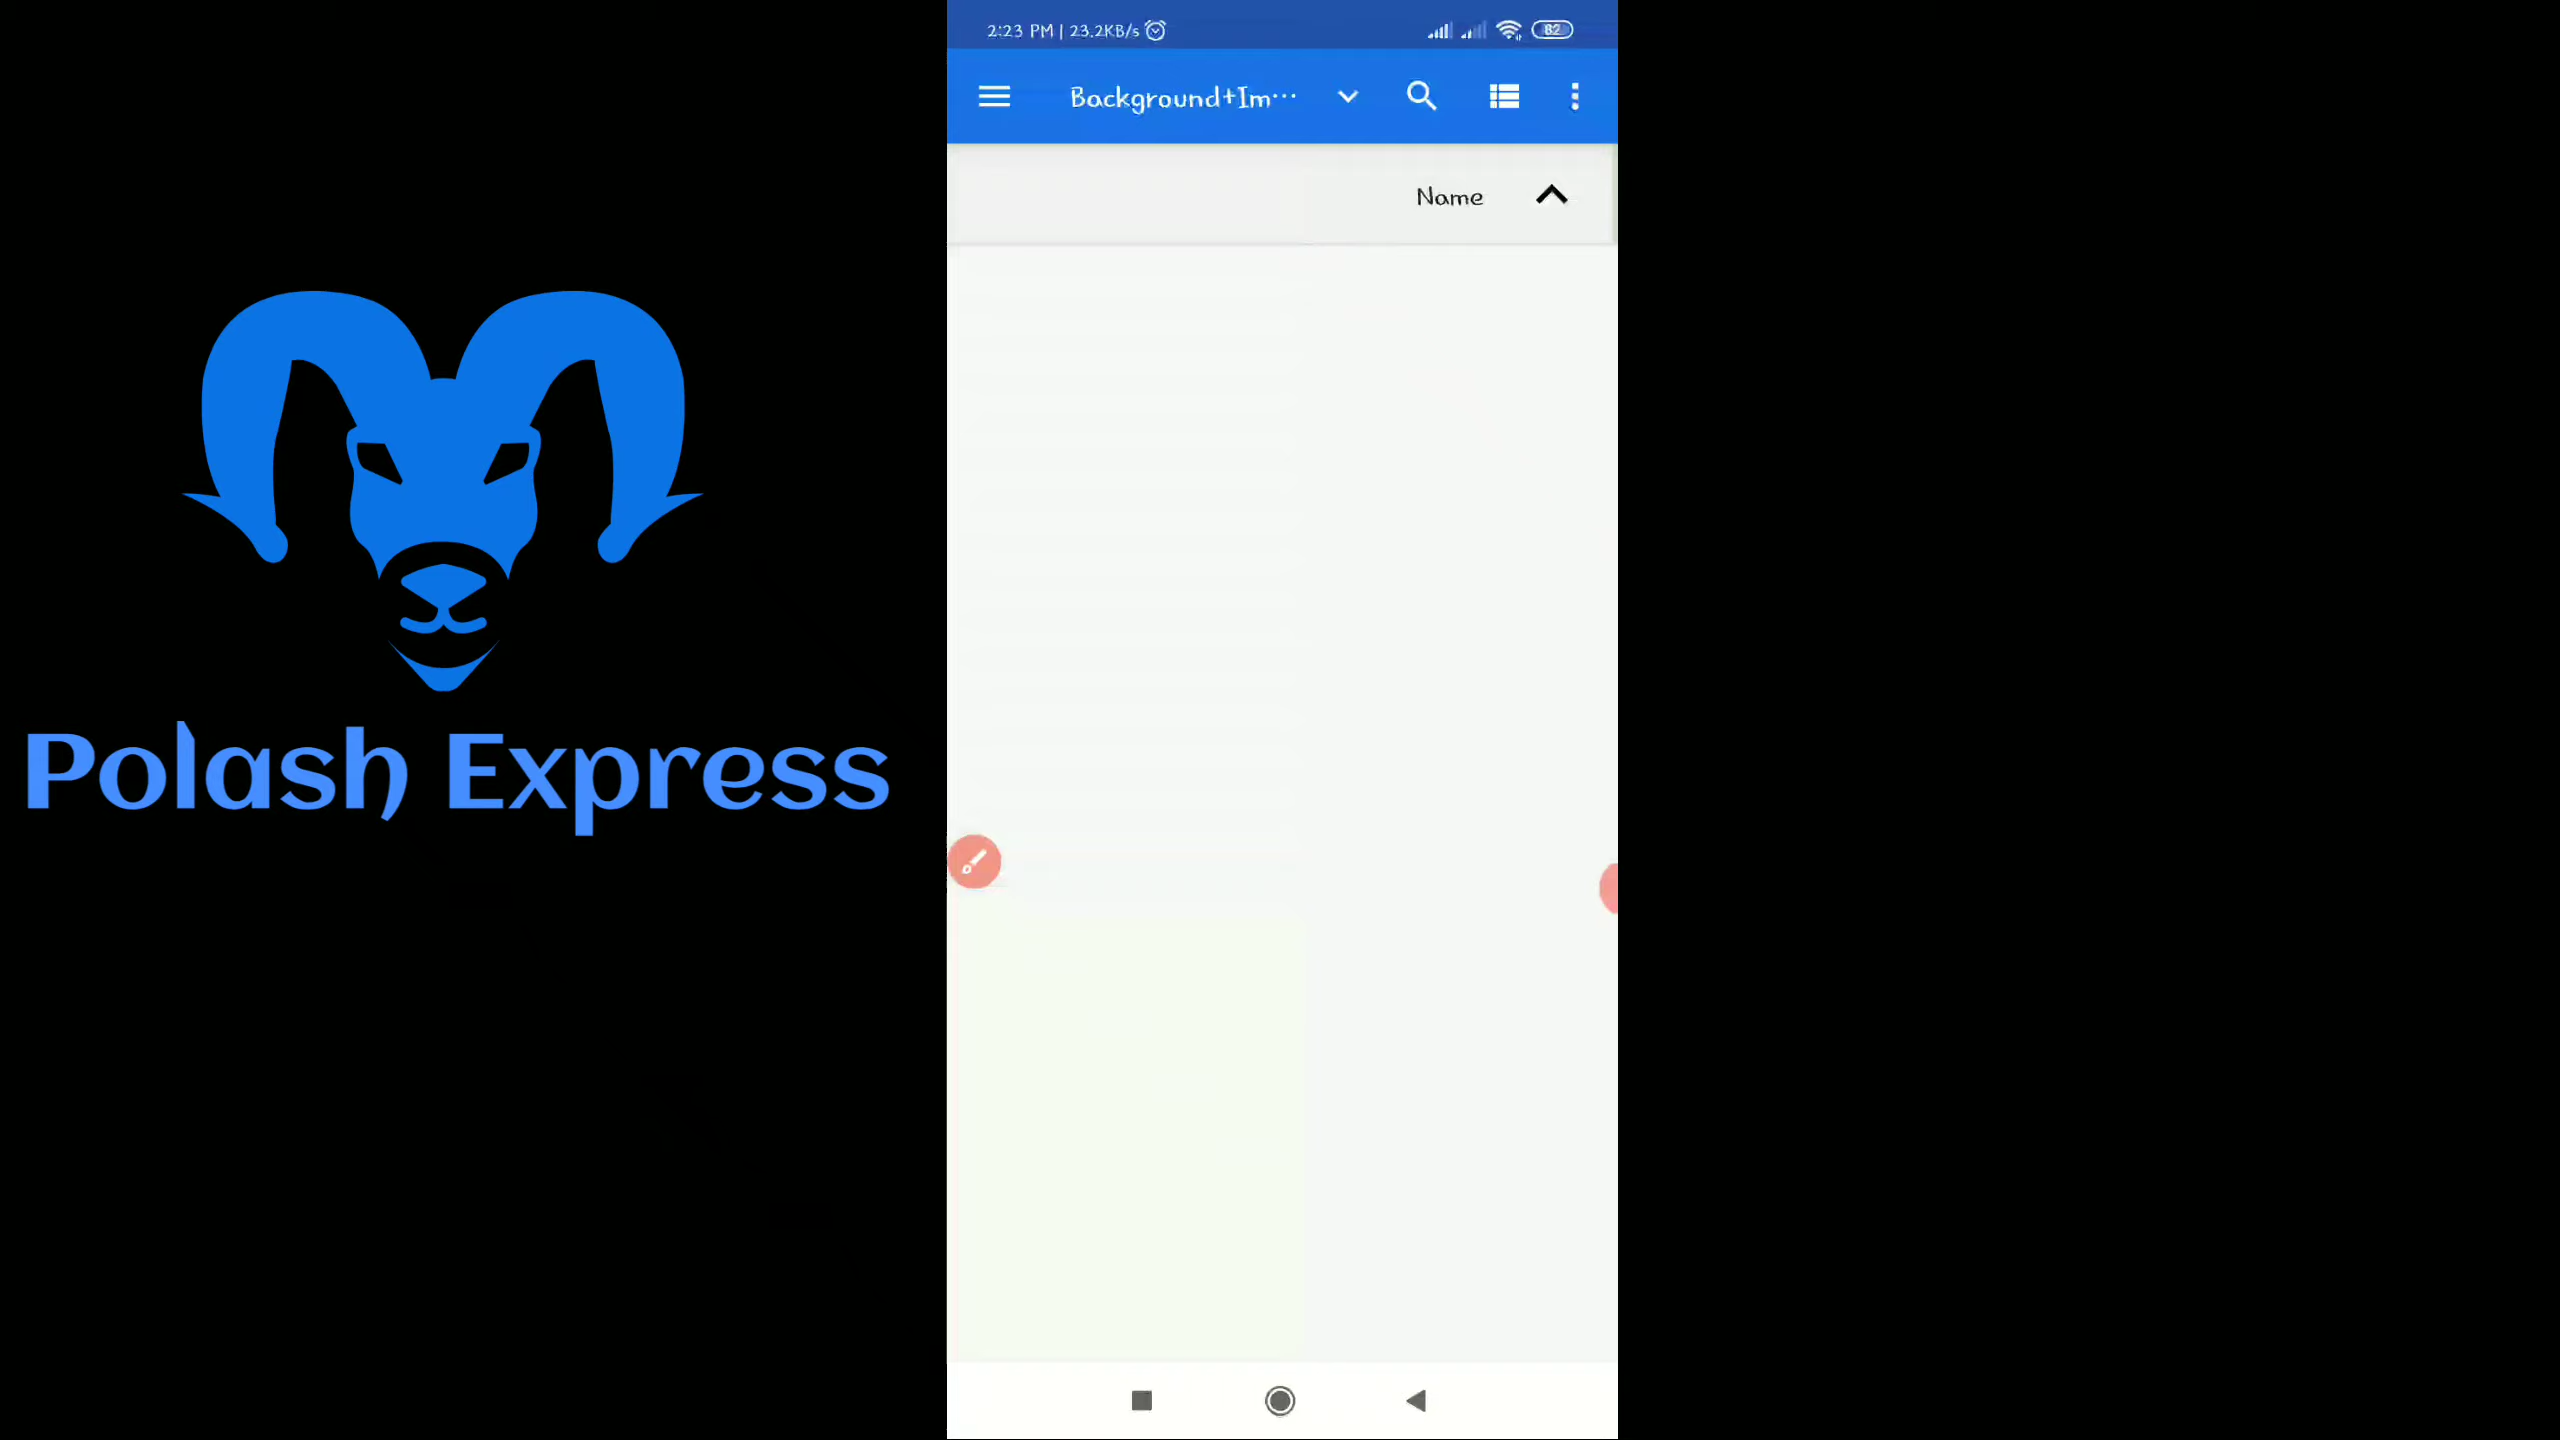 2:23 PM | 23.2KB/s
82
Background+Im...
Name
Polash Express